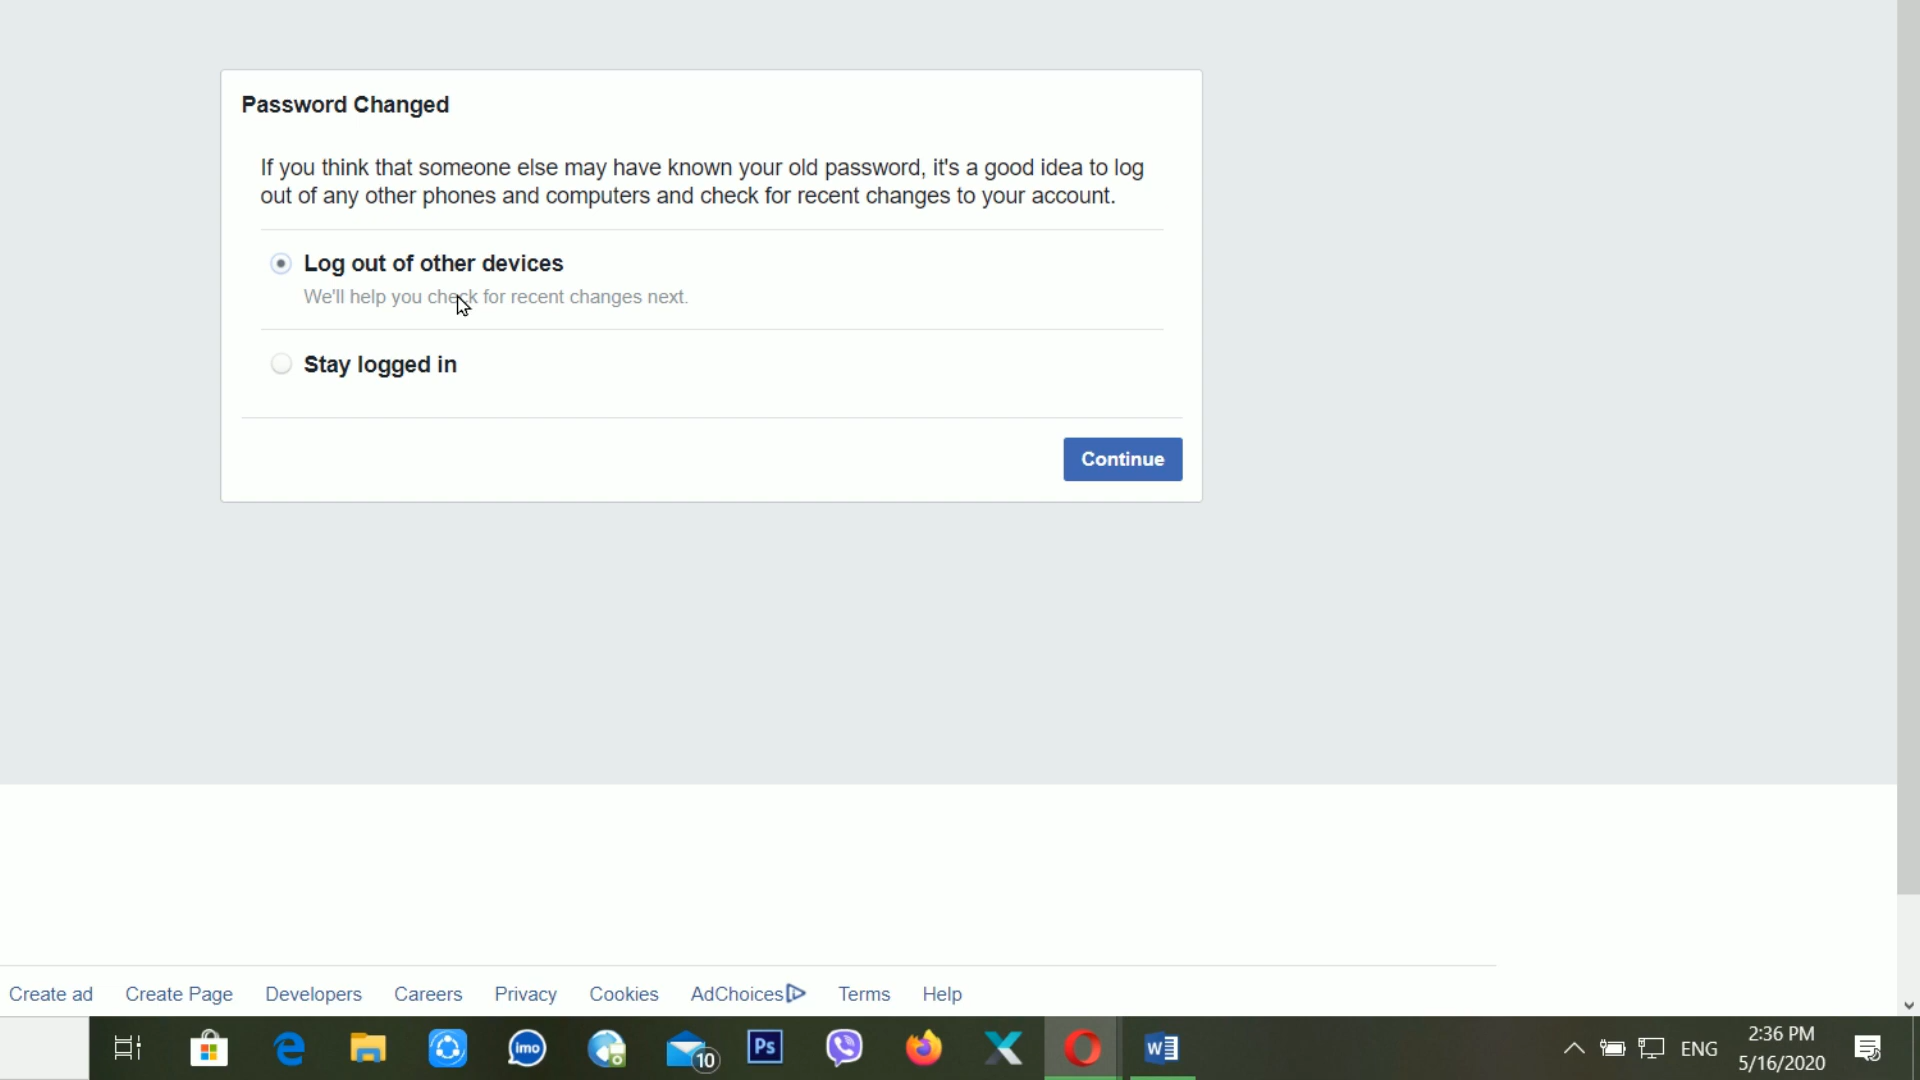 Password Changed
If you think that someone else may have known your old password, it's a good idea to log
out of any other phones and computers and check for recent changes to your account.
Log out of other devices
We'll help you check for recent changes next.
Stay logged in
Continue
Create ad Create Page Developers Careers Privacy Cookies AdChoices Terms Help
imo 10 Ps W ENG 2:36 PM
5/16/2020